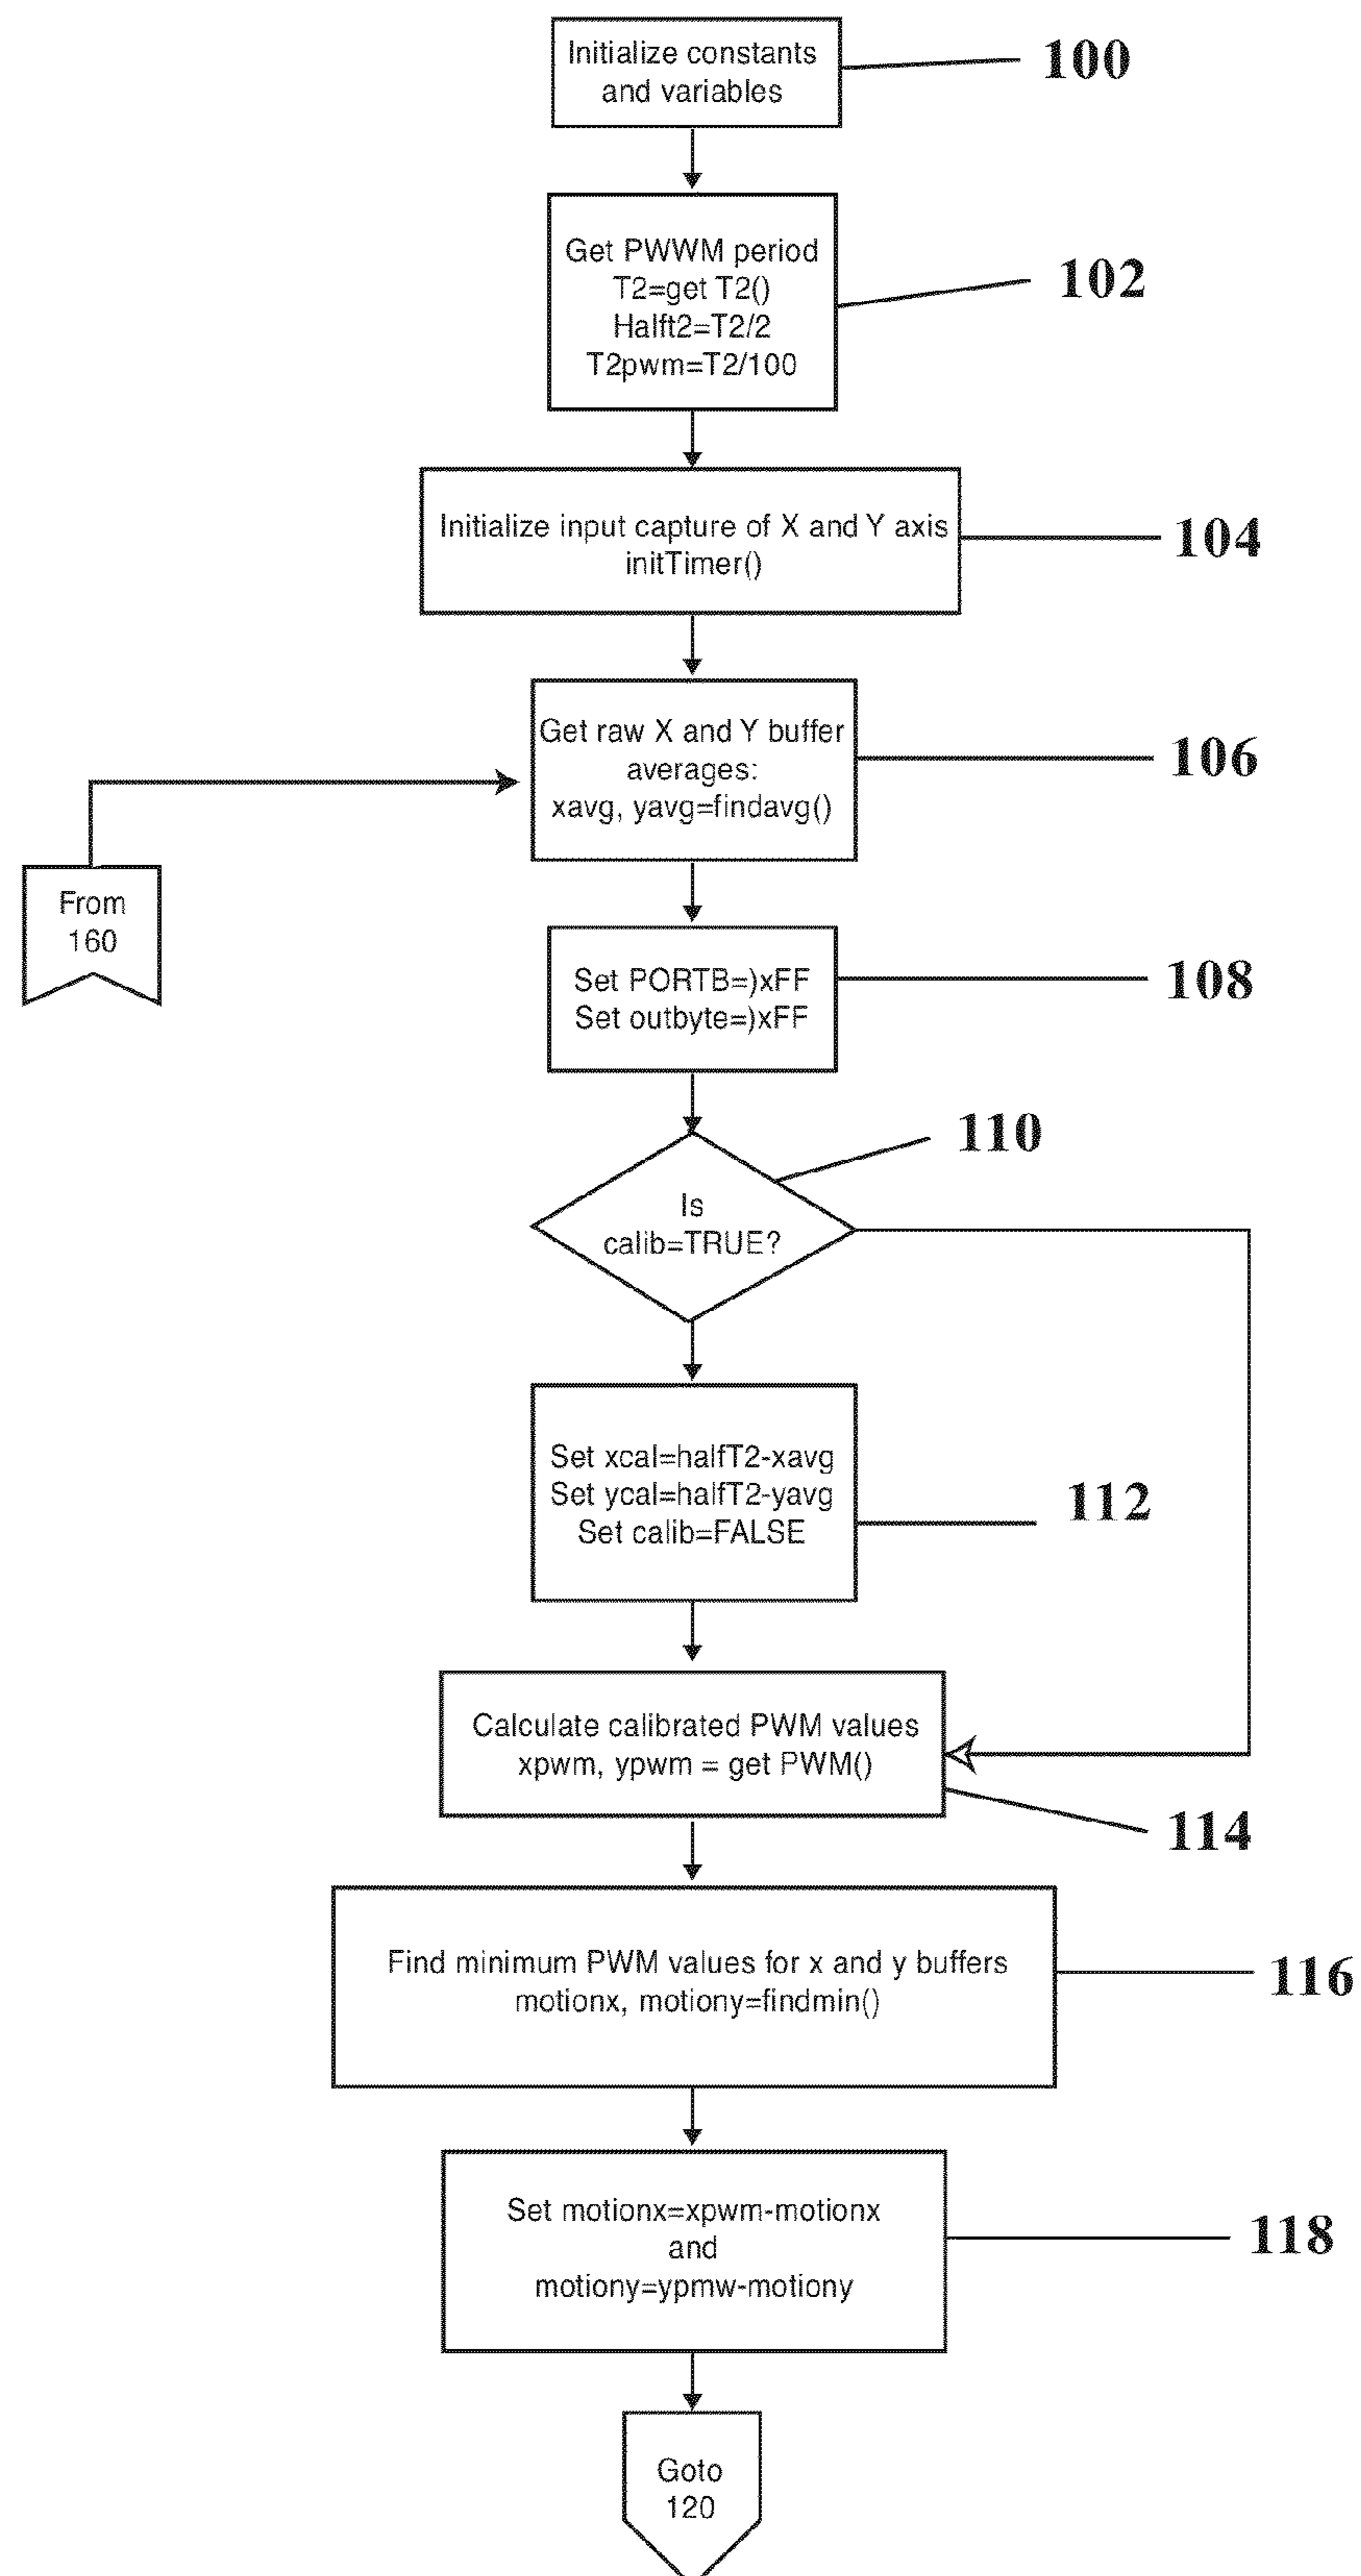 Initialize constants
and variables
100
Get PWWM period
T2=get T2()
Halft2=T2/2
T2pwm=T2/100
102
Initialize input capture of X and Y axis
initTimer()
104
Get raw X and Y buffer
averages:
xavg, yavg=findavg()
106
From
160
Set PORTB=)xFF
Set outbyte=)xFF
108
110
Is
calib=TRUE?
Set xcal=halfT2-xavg
Set ycal=halfT2-yavg
Set calib=FALSE
112
Calculate calibrated PWM values
xpwm, ypwm = get PWM()
114
Find minimum PWM values for x and y buffers
motionx, motiony=findmin()
116
Set motionx=xpwm-motionx
and
motiony=ypmw-motiony
118
Goto
120